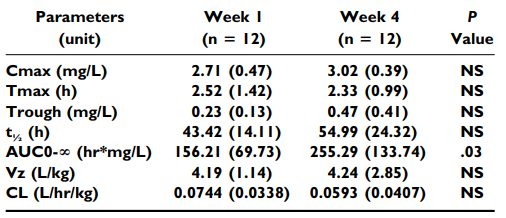 Parameters Week 1 Week 4 P
(unit) (n = 12) (n = 12) Value
Cmax (mg/L) 2.71 (0.47) 3.02 (0.39) NS
Tmax (h) 2.52 (1.42) 2.33 (0.99) NS
Trough (mg/L) 0.23 (0.13) 0.47 (0.41) NS
t½ (h) 43.42 (14.11) 54.99 (24.32) NS
AUC0-∞ (hr*mg/L) 156.21 (69.73) 255.29 (133.74) .03
Vz (L/kg) 4.19 (1.14) 4.24 (2.85) NS
CL (L/hr/kg) 0.0744 (0.0338) 0.0593 (0.0407) NS